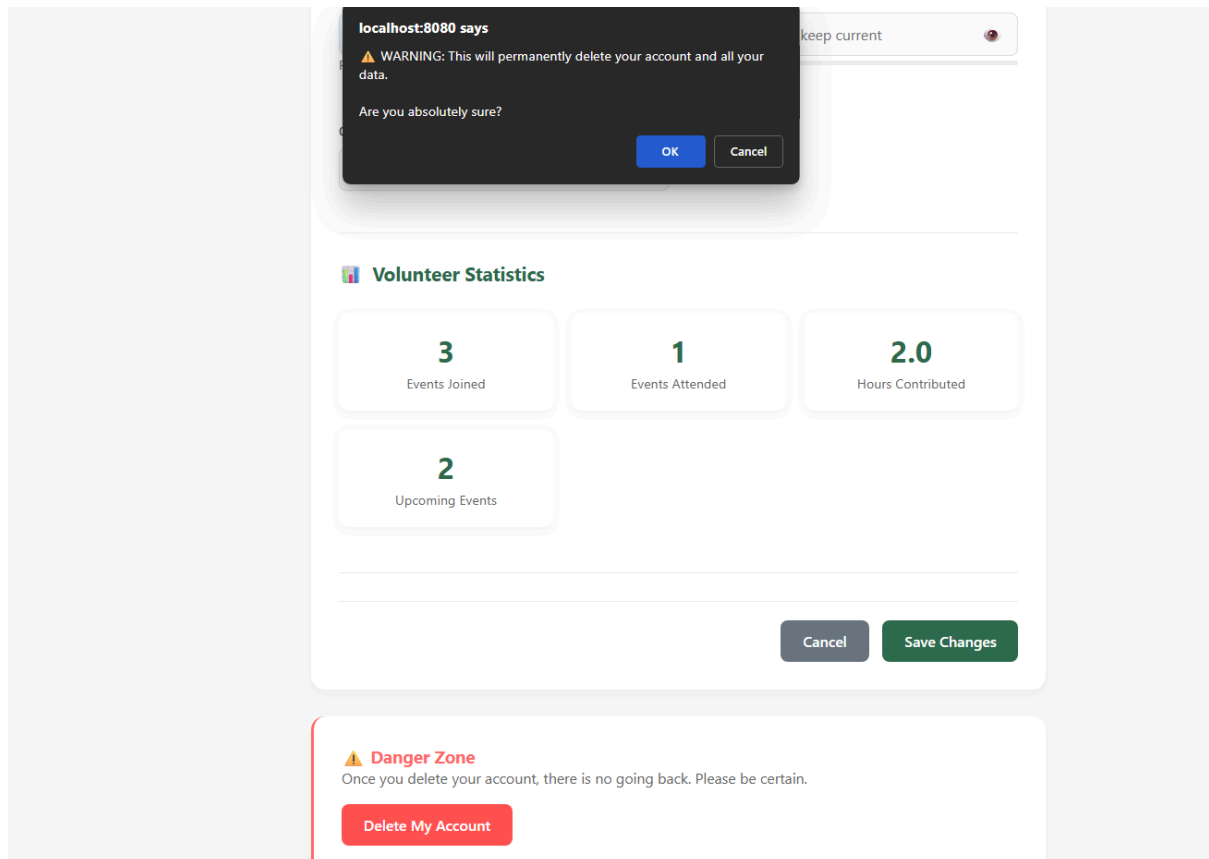 localhost:8080 says
⚠️ WARNING: This will permanently delete your account and all your
data.
Are you absolutely sure?
OK
Cancel
keep current
📊 Volunteer Statistics
3
Events Joined
1
Events Attended
2.0
Hours Contributed
2
Upcoming Events
Cancel
Save Changes
⚠️ Danger Zone
Once you delete your account, there is no going back. Please be certain.
Delete My Account